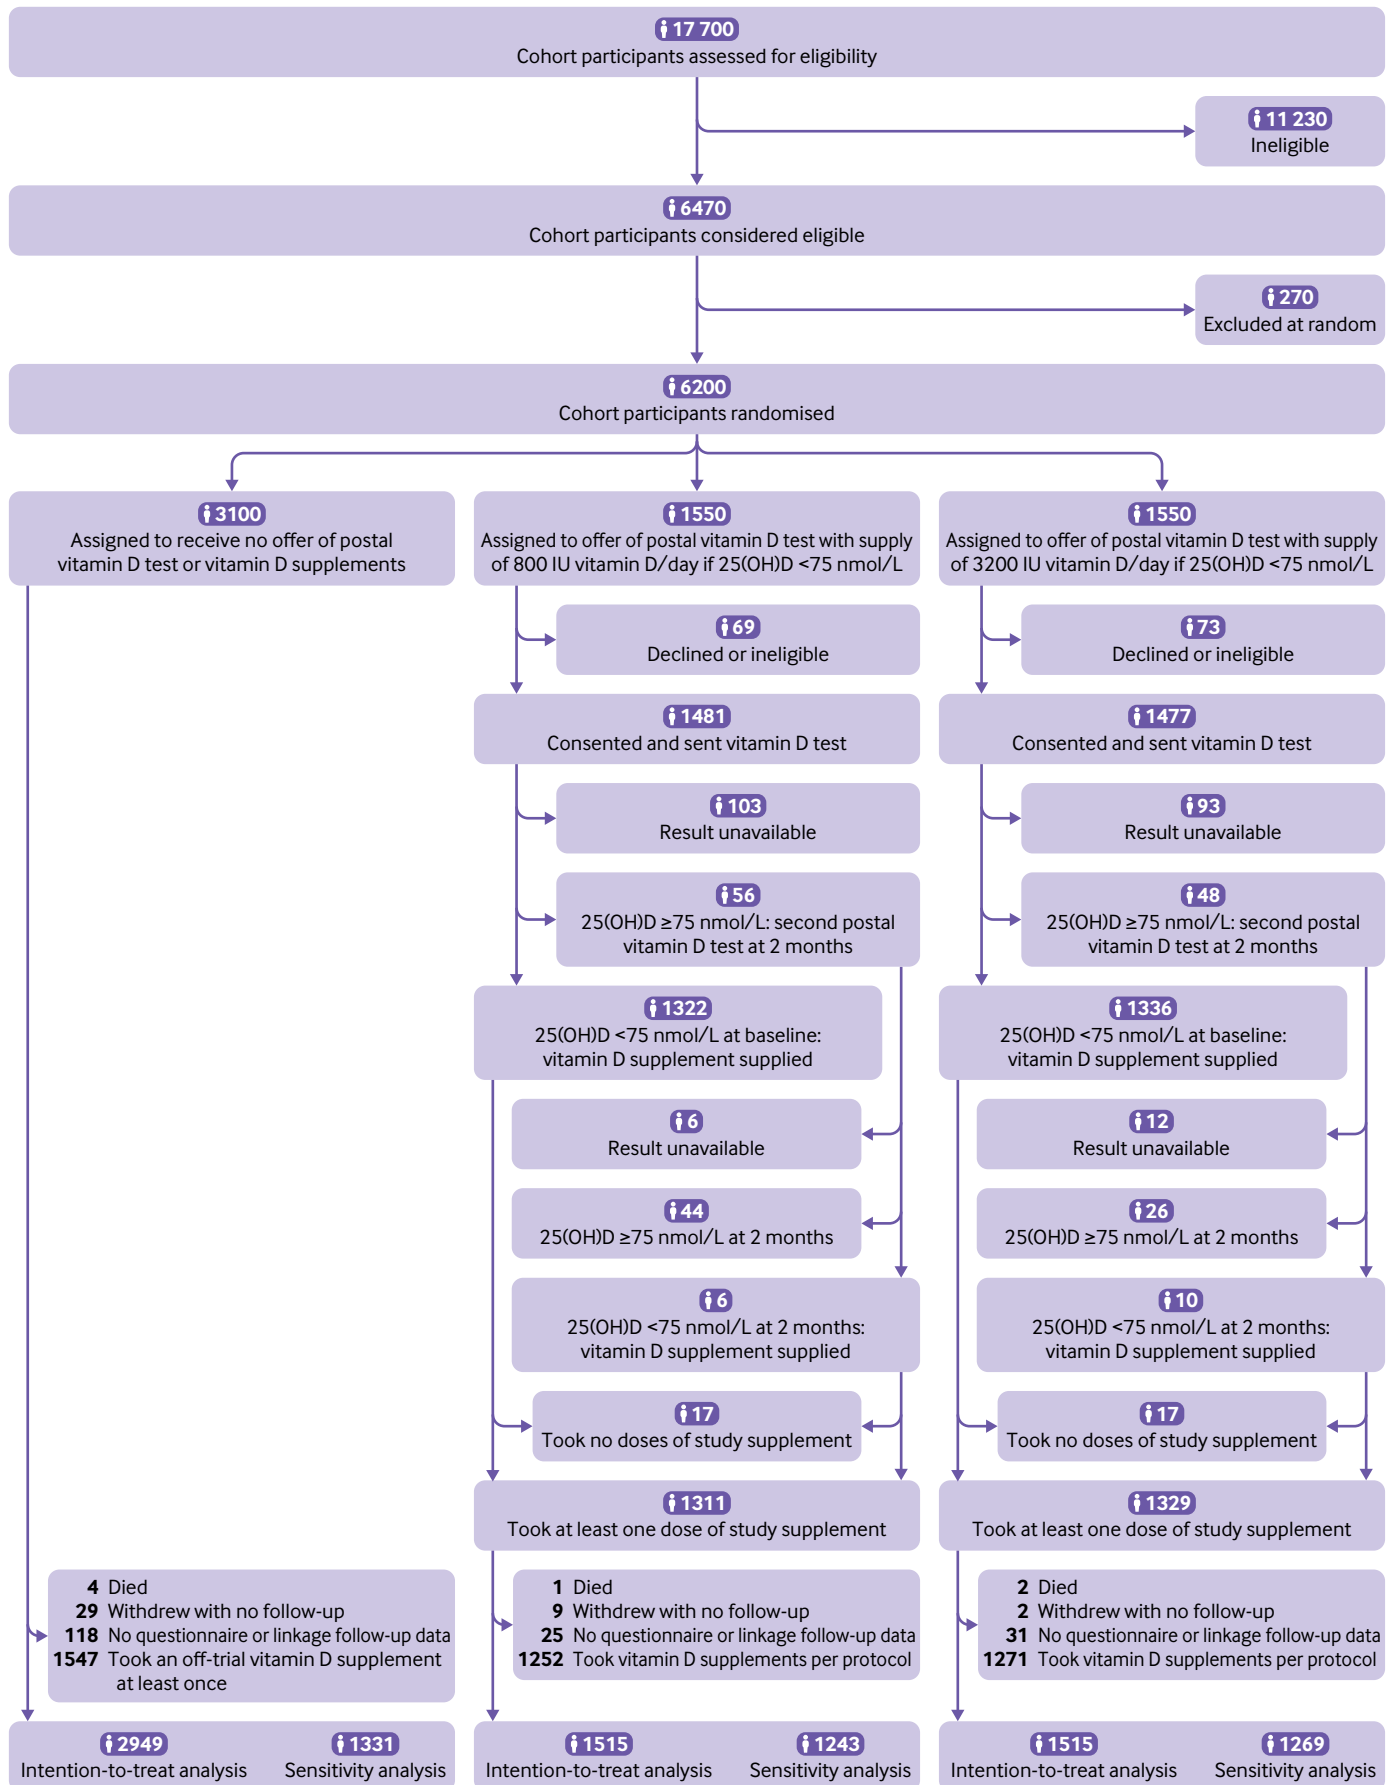 17 700
Cohort participants assessed for eligibility
11 230
Ineligible
6470
Cohort participants considered eligible
270
Excluded at random
6200
Cohort participants randomised
3100
Assigned to receive no offer of postal
vitamin D test or vitamin D supplements
1550
Assigned to offer of postal vitamin D test with supply
of 800 IU vitamin D/day if 25(OH)D <75 nmol/L
1550
Assigned to offer of postal vitamin D test with supply
of 3200 IU vitamin D/day if 25(OH)D <75 nmol/L
69
Declined or ineligible
73
Declined or ineligible
1481
Consented and sent vitamin D test
1477
Consented and sent vitamin D test
103
Result unavailable
93
Result unavailable
56
25(OH)D ≥75 nmol/L: second postal
vitamin D test at 2 months
48
25(OH)D ≥75 nmol/L: second postal
vitamin D test at 2 months
1322
25(OH)D <75 nmol/L at baseline:
vitamin D supplement supplied
1336
25(OH)D <75 nmol/L at baseline:
vitamin D supplement supplied
6
Result unavailable
12
Result unavailable
44
25(OH)D ≥75 nmol/L at 2 months
26
25(OH)D ≥75 nmol/L at 2 months
6
25(OH)D <75 nmol/L at 2 months:
vitamin D supplement supplied
10
25(OH)D <75 nmol/L at 2 months:
vitamin D supplement supplied
17
Took no doses of study supplement
17
Took no doses of study supplement
1311
Took at least one dose of study supplement
1329
Took at least one dose of study supplement
4 Died
29 Withdrew with no follow-up
118 No questionnaire or linkage follow-up data
1547 Took an off-trial vitamin D supplement
at least once
1 Died
9 Withdrew with no follow-up
25 No questionnaire or linkage follow-up data
1252 Took vitamin D supplements per protocol
2 Died
2 Withdrew with no follow-up
31 No questionnaire or linkage follow-up data
1271 Took vitamin D supplements per protocol
2949
Intention-to-treat analysis
1331
Sensitivity analysis
1515
Intention-to-treat analysis
1243
Sensitivity analysis
1515
Intention-to-treat analysis
1269
Sensitivity analysis